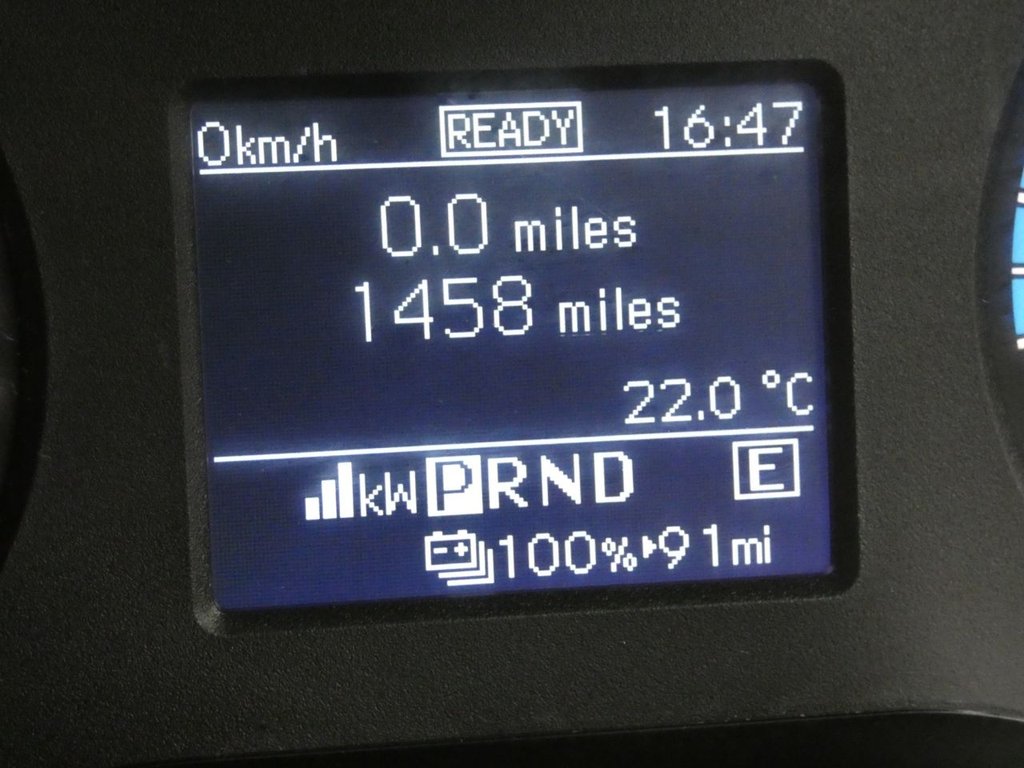 0km/h READY 16:47
0.0 miles
1458 miles
22.0 °C
kW PRND E
100% 91mi